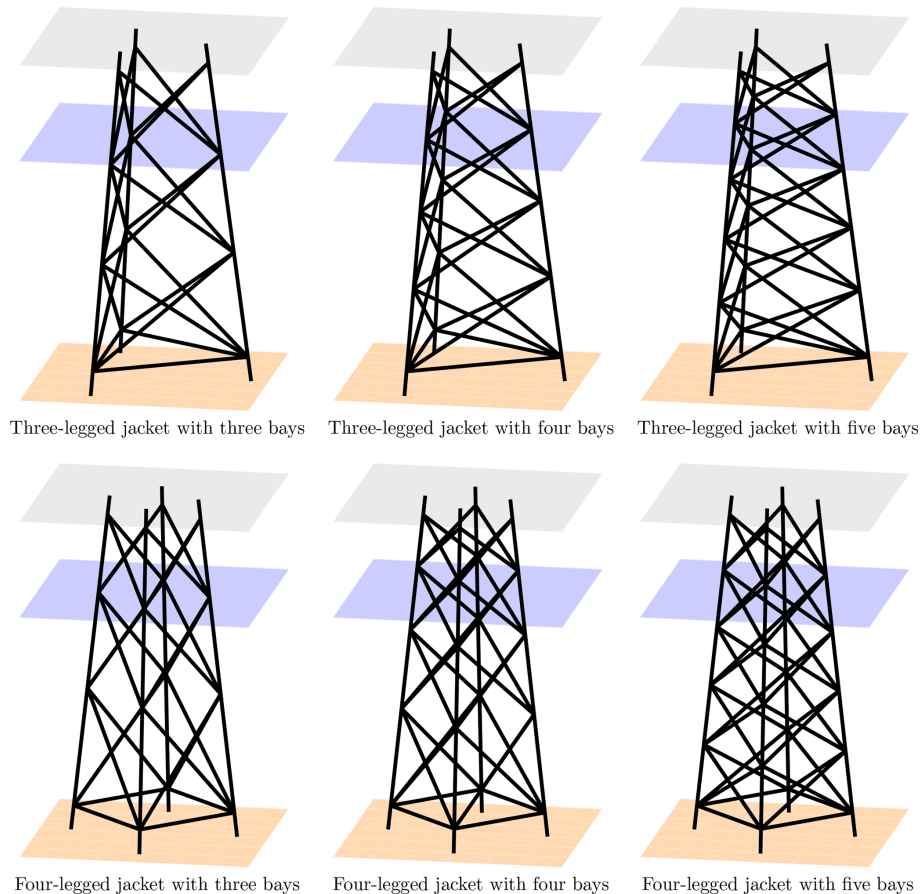 Three-legged jacket with three bays
Three-legged jacket with four bays
Three-legged jacket with five bays
Four-legged jacket with three bays
Four-legged jacket with four bays
Four-legged jacket with five bays